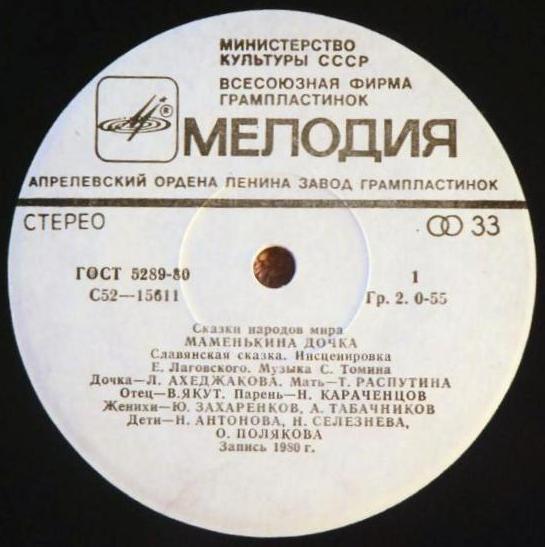 МИНИСТЕРСТВО
КУЛЬТУРЫ СССР
ВСЕСОЮЗНАЯ ФИРМА
ГРАМПЛАСТИНОК
®
МЕЛОДИЯ
АПРЕЛЕВСКИЙ ОРДЕНА ЛЕНИНА ЗАВОД ГРАМПЛАСТИНОК
СТЕРЕО 33
ГОСТ 5289-80 1
С52—15611 Гр. 2. 0-55
Сказки народов мира
МАМЕНЬКИНА ДОЧКА
Славянская сказка. Инсценировка
Е. Лаговского. Музыка С. Томина
Дочка—Л. АХЕДЖАКОВА. Мать—Т. РАСПУТИНА
Отец—В.ЯКУТ. Парень—Н. КАРАЧЕНЦОВ
Женихи—Ю. ЗАХАРЕНКОВ, А. ТАБАЧНИКОВ
Дети—Н. АНТОНОВА, Н. СЕЛЕЗНЕВА,
О. ПОЛЯКОВА
Запись 1980 г.